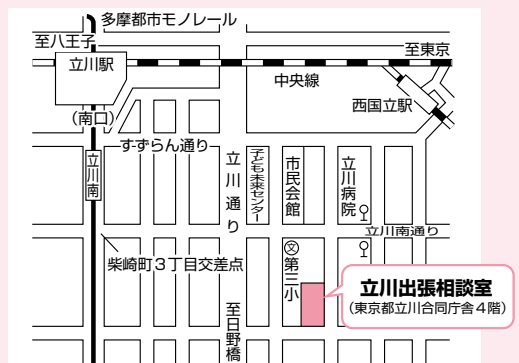 多摩都市モノレール
至八王子
至東京
立川駅
中央線
西国立駅
(南口)
すずらん通り
立川南
立川通り
子ども未来センター
市民会館
立川病院
立川南通り
柴崎町3丁目交差点
文
第三小
立川出張相談室
(東京都立川合同庁舎4階)
至日野橋